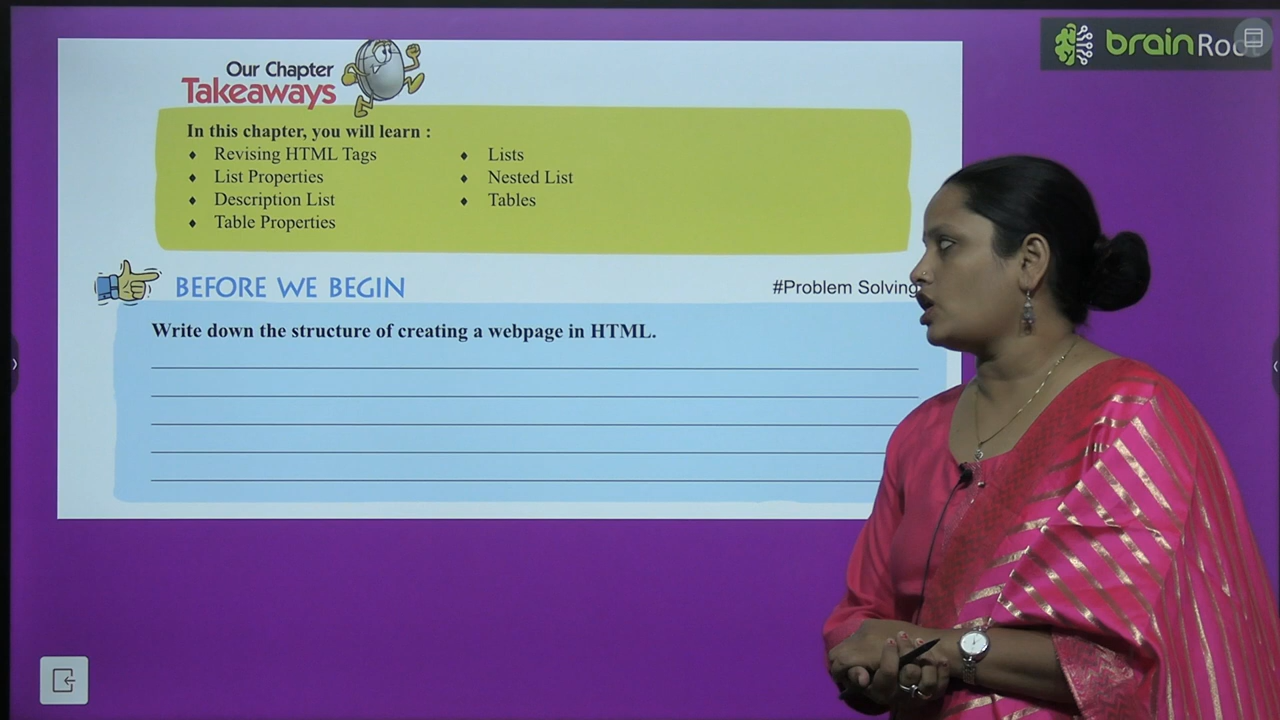 brainRoot
Our Chapter
Takeaways
In this chapter, you will learn :
♦ Revising HTML Tags
♦ List Properties
♦ Description List
♦ Table Properties
♦ Lists
♦ Nested List
♦ Tables
BEFORE WE BEGIN
#Problem Solving
Write down the structure of creating a webpage in HTML.